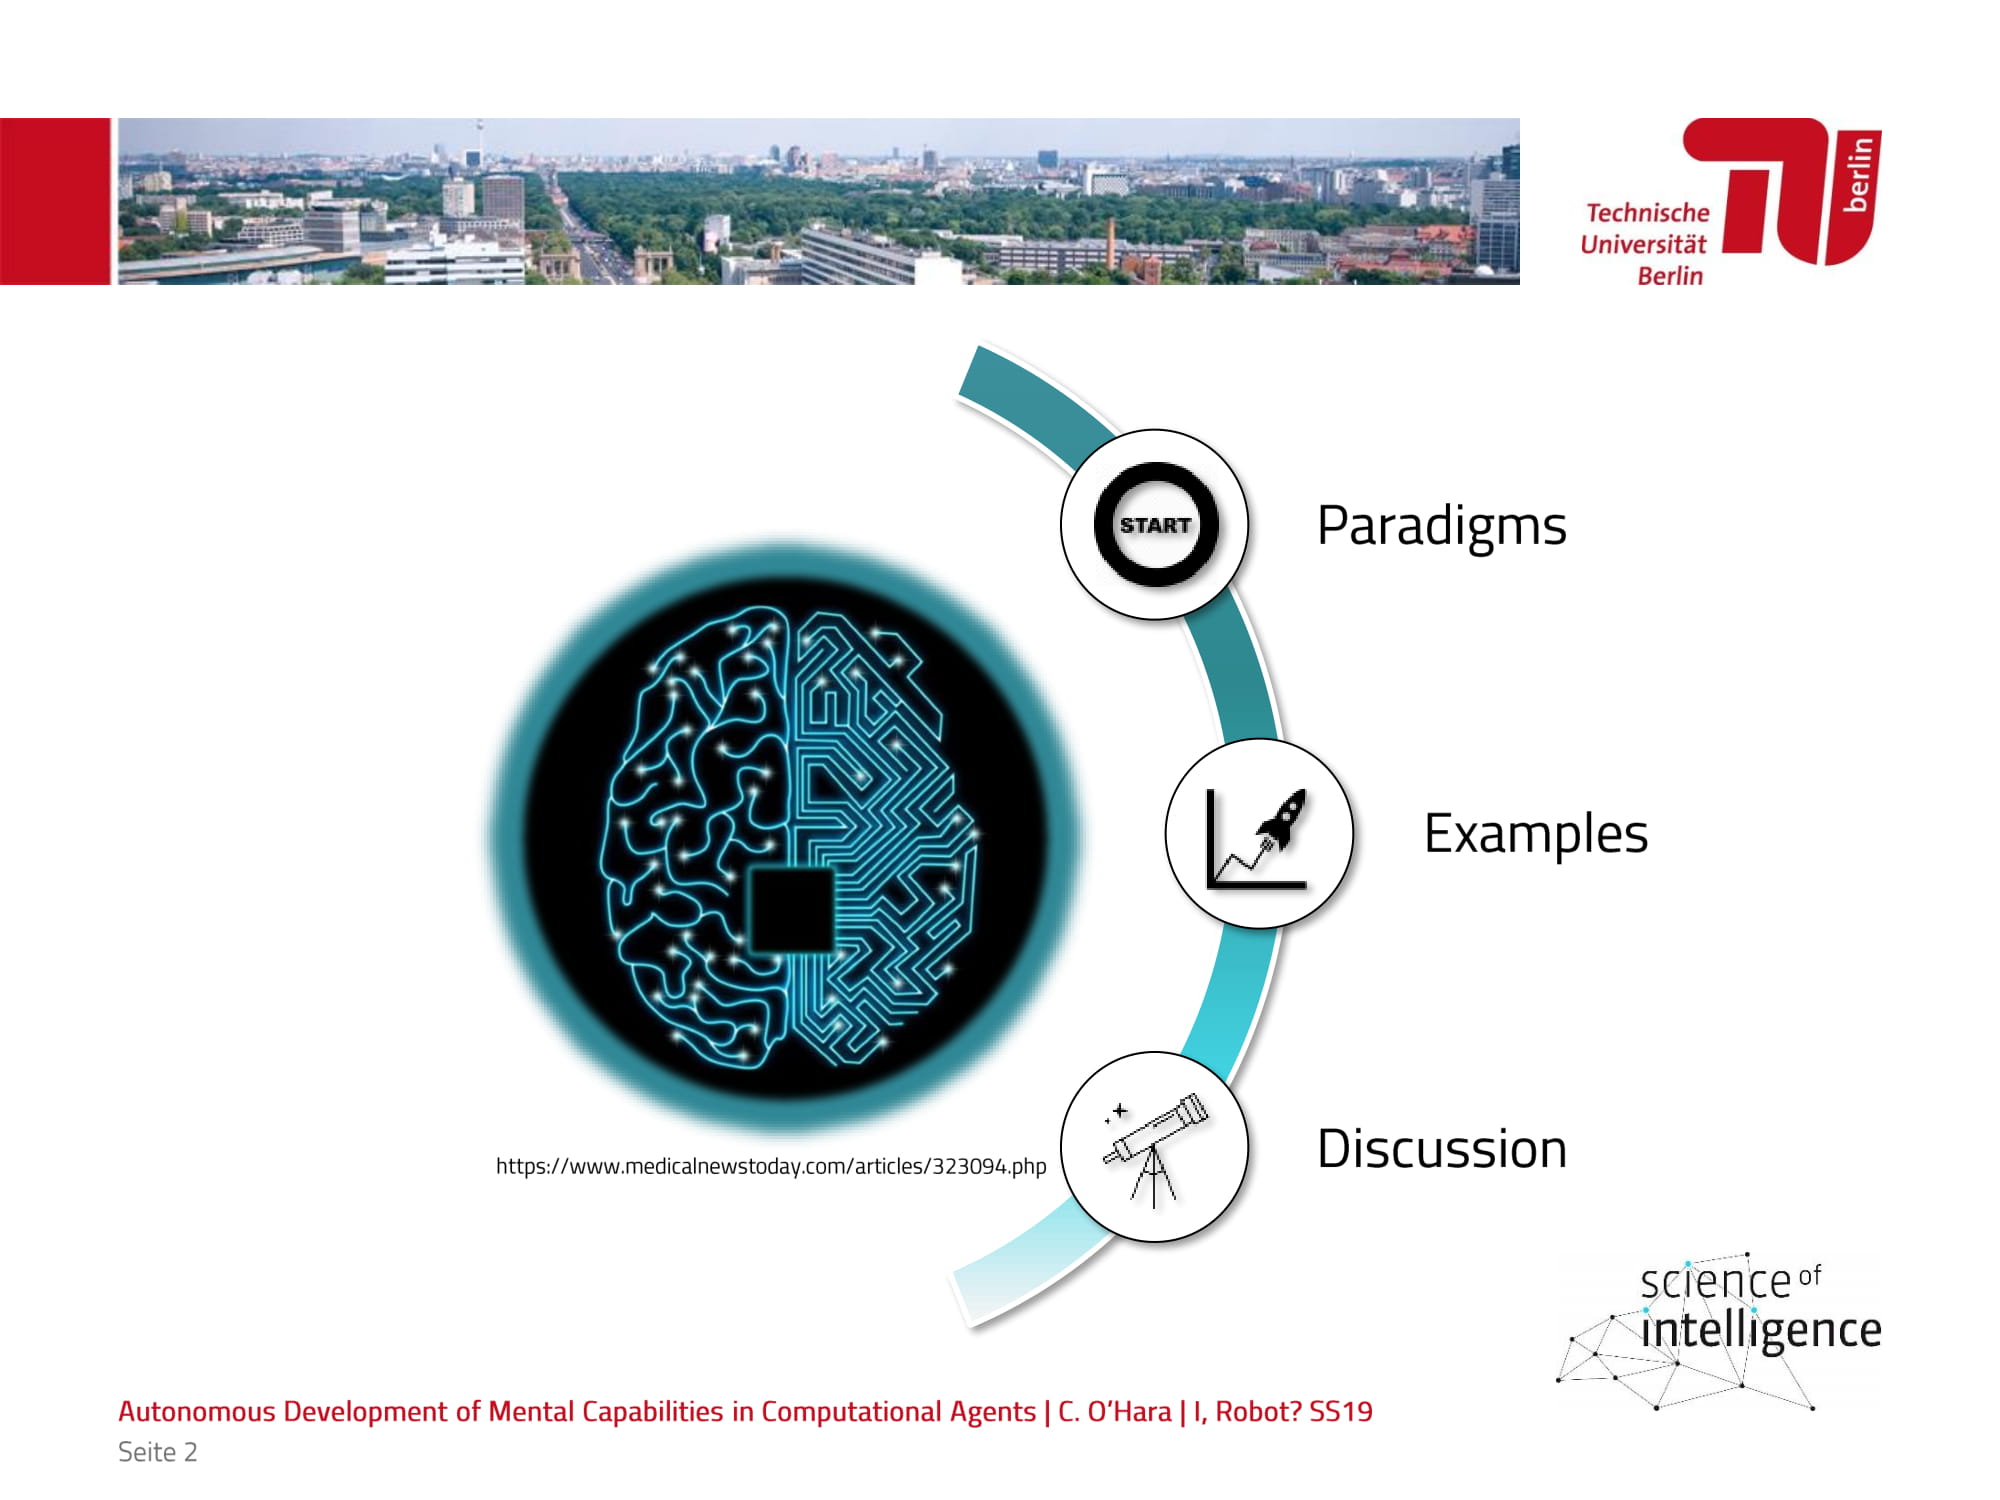 Technische
Universität
Berlin
berlin
START
Paradigms
Examples
Discussion
https://www.medicalnewstoday.com/articles/323094.php
science of
intelligence
Autonomous Development of Mental Capabilities in Computational Agents | C. O’Hara | I, Robot? SS19
Seite 2